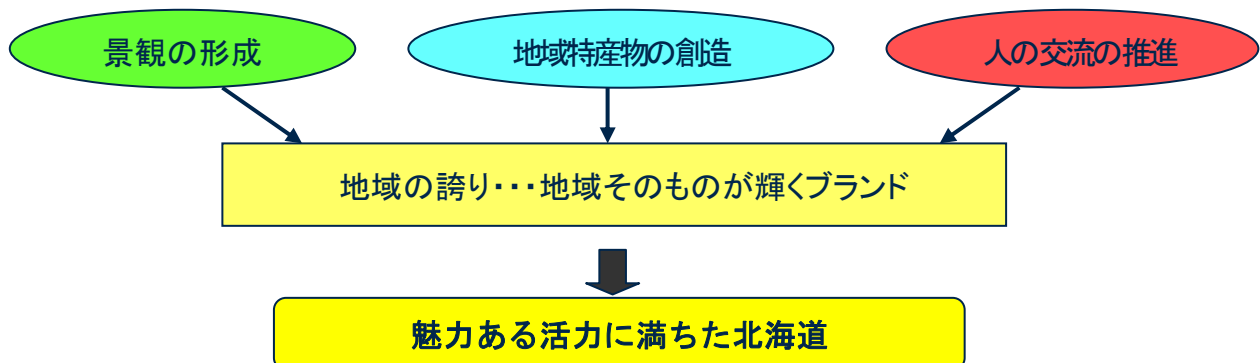 景観の形成
地域特産物の創造
人の交流の推進
地域の誇り・・・地域そのものが輝くブランド
魅力ある活力に満ちた北海道